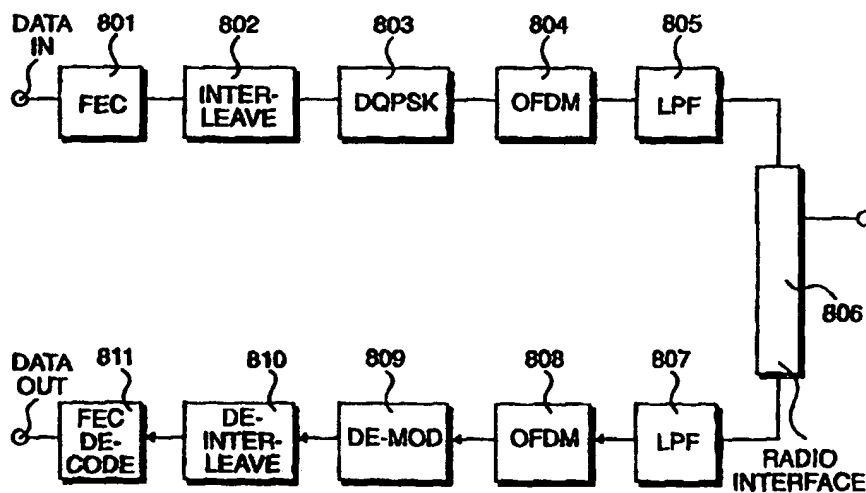 DATA IN
801
802
803
804
805
FEC
INTER-
LEAVE
DQPSK
OFDM
LPF
806
DATA OUT
811
810
809
808
807
FEC
DE-
CODE
DE-
INTER-
LEAVE
DE-MOD
OFDM
LPF
RADIO
INTERFACE